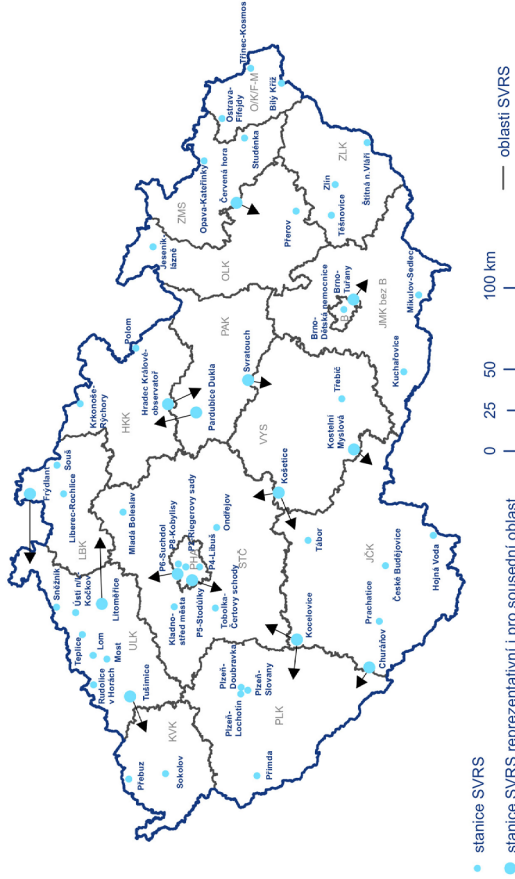 Třinec-Kosmos
O/K/F-M
Bílý Kříž
Ostrava-
Fifejdy
Studénka
Opava-Kateřinky
Červená hora
ZMS
Jeseník
lázně
OLK
Přerov
ZLK
Štítná n.Vláří
Zlín
Těšnovice
Brno-
Dětská nemocnice
Brno-
Tuřany
B
JMK bez B
Mikulov-Sedlec
Kuchařovice
PAK
Svratouch
Polom
Hradec Králové-
observatoř
Pardubice Dukla
HKK
Krkonoše-
Rýchory
VYS
Třebíč
Kostelní
Myslová
Košetice
Souš
Frýdlant
Liberec-Rochlice
LBK
Mladá Boleslav
P6-Suchdol
P8-Kobylisy
P2-Riegerovy sady
PHA
P4-Libuš
P5-Stodůlky
Ondřejov
STČ
Kladno-
střed města
Tobolka-
Čertovy schody
Sněžník
Ústí n.L.-
Kočkov
Litoměřice
Teplice
Lom
Most
Rudolice
v Horách
ULK
Tušimice
Tábor
JČK
České Budějovice
Hojná Voda
Prachatice
Churáňov
Kocelovice
Plzeň-
Doubravka
Plzeň-
Slovany
Plzeň-
Lochotín
PLK
Přimda
KVK
Přebuz
Sokolov
0 25 50 100 km
stanice SVRS
stanice SVRS reprezentativní i pro sousední oblast
oblasti SVRS